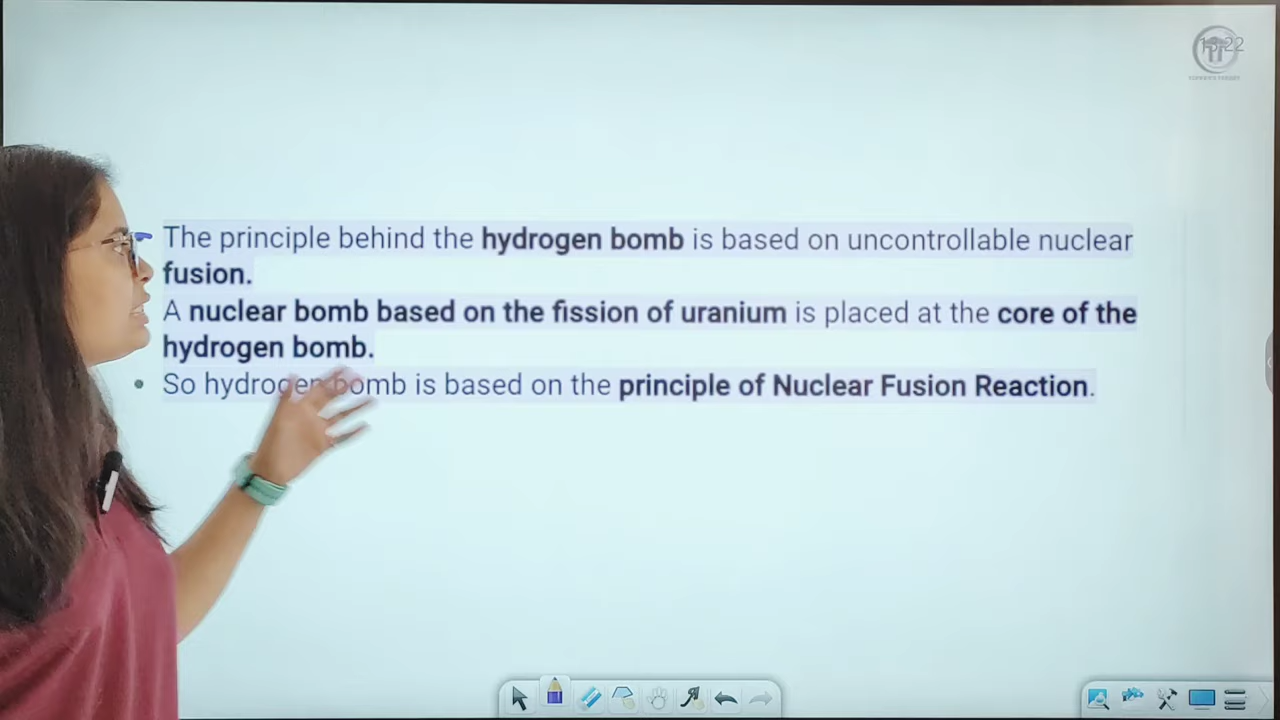 The principle behind the hydrogen bomb is based on uncontrollable nuclear
fusion.
A nuclear bomb based on the fission of uranium is placed at the core of the
hydrogen bomb.
So hydrogen bomb is based on the principle of Nuclear Fusion Reaction.